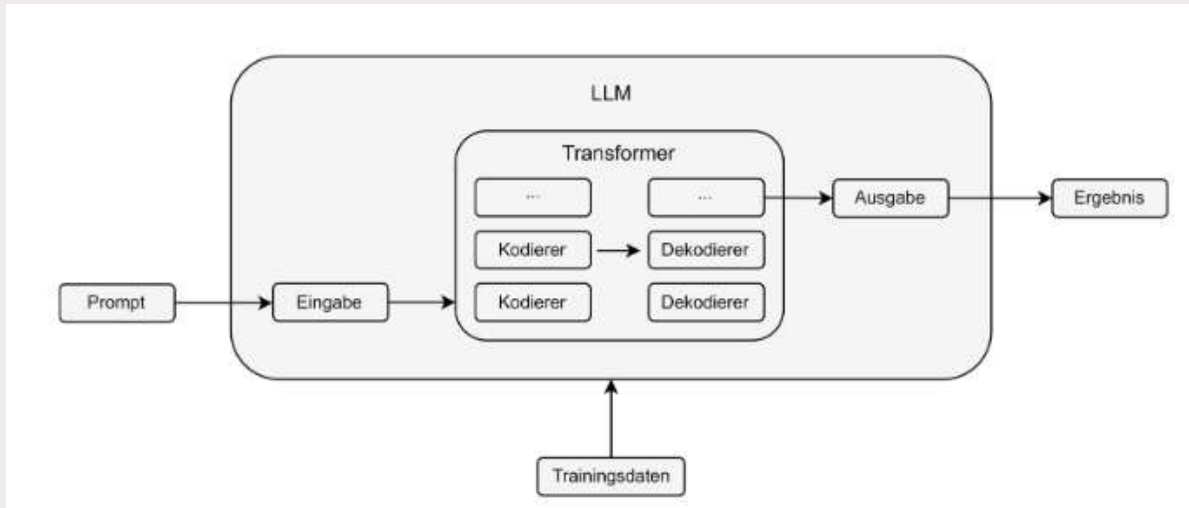 LLM
Transformer
...
...
Ausgabe
Ergebnis
Kodierer
Dekodierer
Prompt
Eingabe
Kodierer
Dekodierer
Trainingsdaten